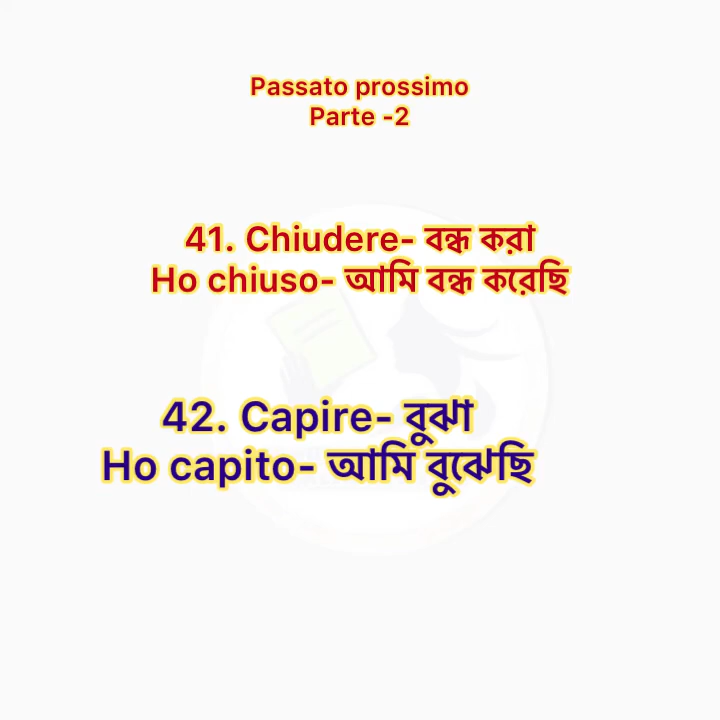 Passato prossimo
Parte -2
41. Chiudere- বন্ধ করা
Ho chiuso- আমি বন্ধ করেছি
42. Capire- বুঝা
Ho capito- আমি বুঝেছি